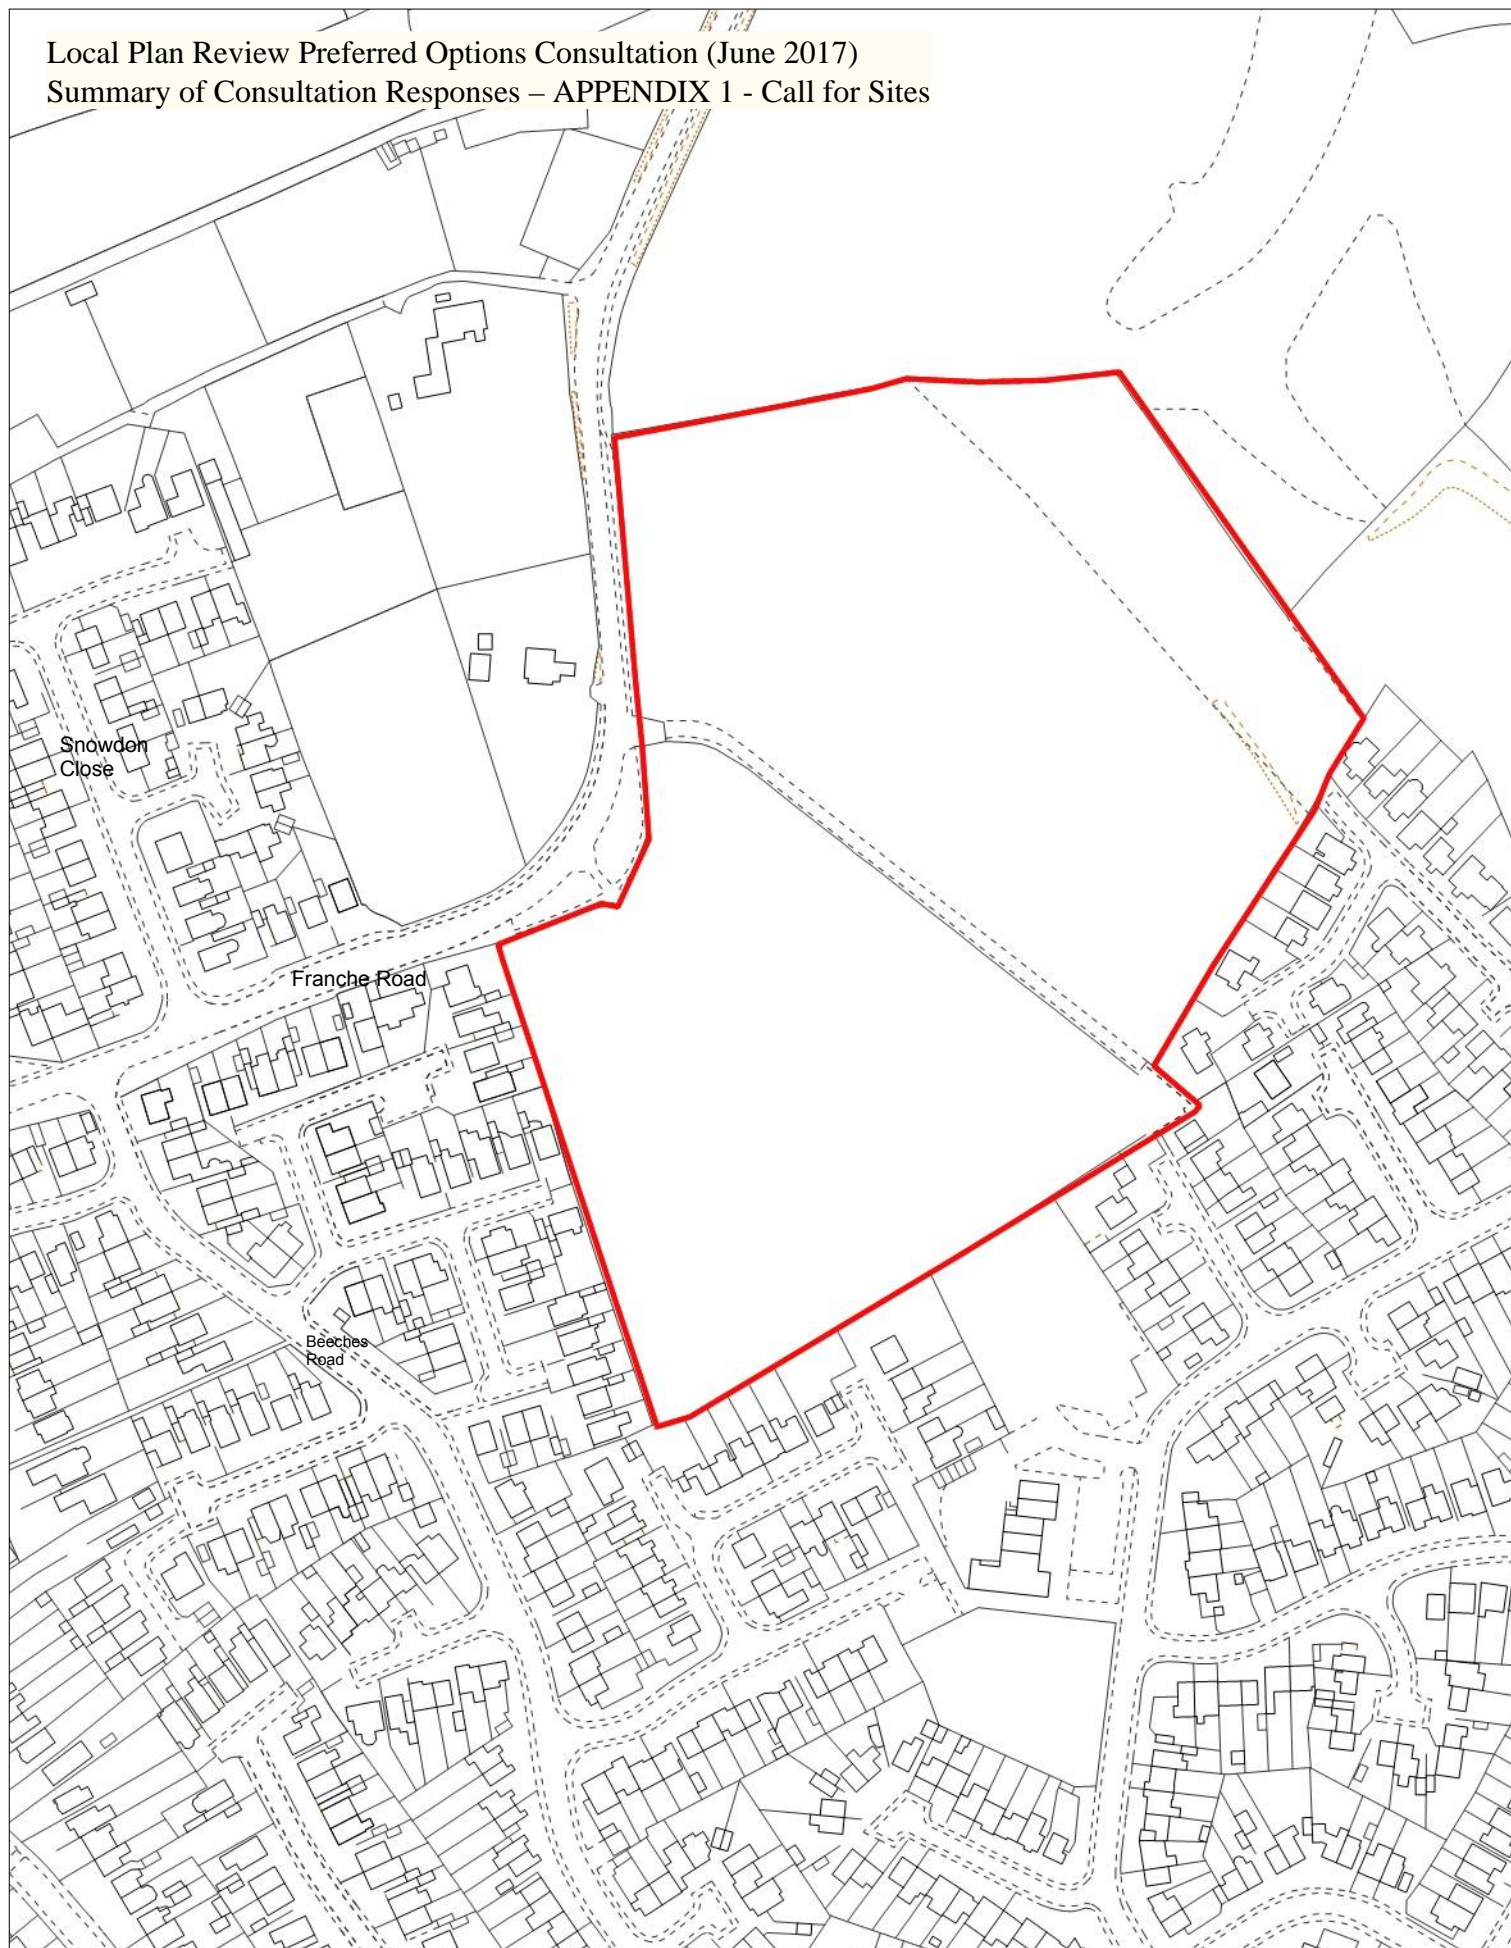 Local Plan Review Preferred Options Consultation (June 2017)
Summary of Consultation Responses – APPENDIX 1 - Call for Sites
Snowdon
Close
Franche Road
Beeches
Road